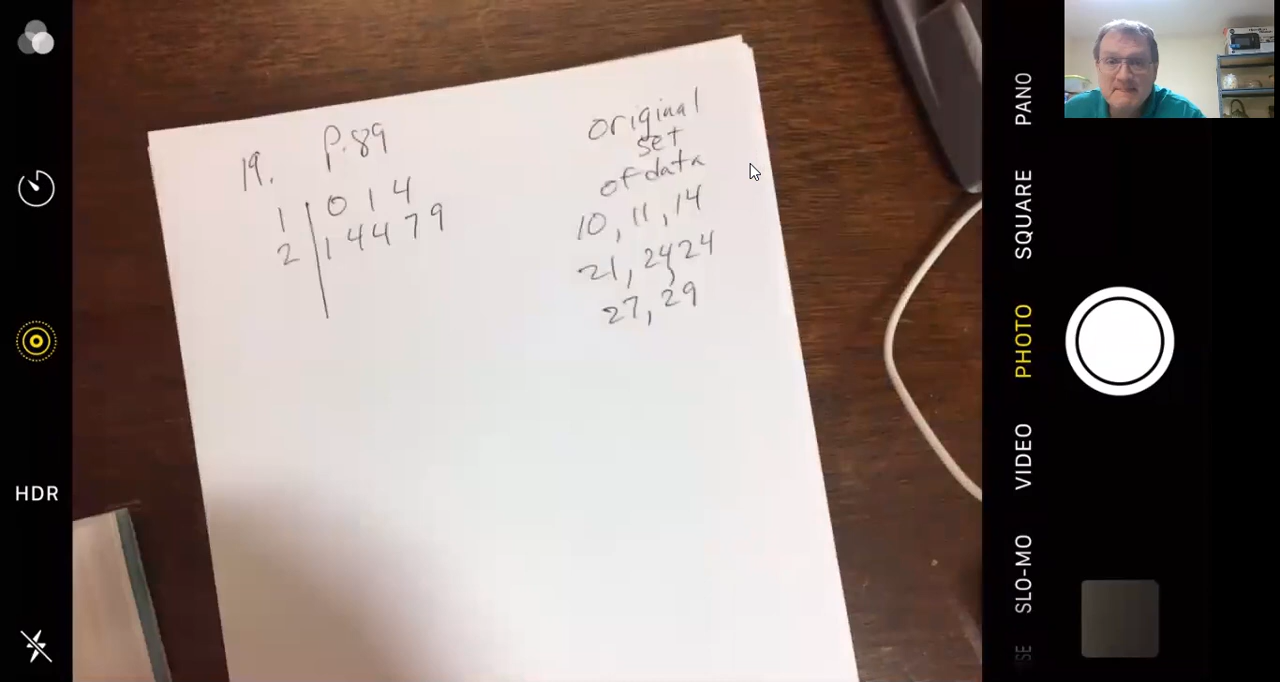 P.89
19.
1 | 0 1 4
2 | 1 4 4 7 9
original
set
of data
10, 11, 14
21, 24, 24
27, 29
HDR
PANO
SQUARE
PHOTO
VIDEO
SLO-MO
SE